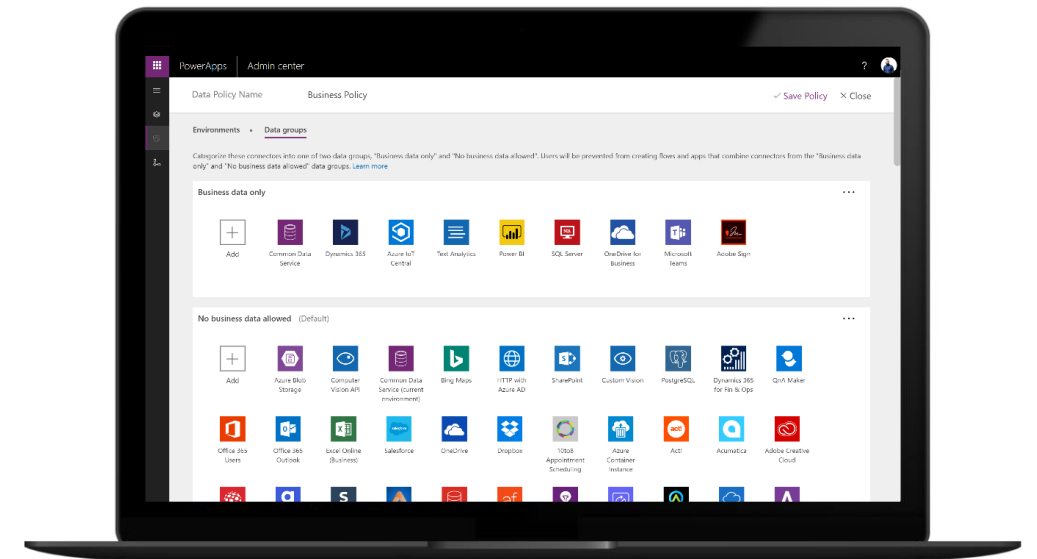 PowerApps Admin center ?
Data Policy Name Business Policy Save Policy Close
Environments Data groups
Categorize these connectors into one of two data groups, "Business data only" and "No business data allowed". Users will be prevented from creating flows and apps that combine connectors from the "Business data
only" and "No business data allowed" data groups. Learn more
Business data only ...
SQL
Add Common Data Dynamics 365 Azure IoT Text Analytics Power BI SQL Server OneDrive for Microsoft Adobe Sign
Service Central Business Teams
No business data allowed (Default) ...
Add Azure Blob Computer Common Data Bing Maps HTTP with SharePoint Custom Vision PostgreSQL Dynamics 365 QnA Maker
Storage Vision API Service (current Azure AD for Fin & Ops
environment)
act!
Office 365 Office 365 Excel Online Salesforce OneDrive Dropbox 10to8 Azure Act! Acumatica Adobe Creative
Users Outlook (Business) Appointment Container Cloud
Scheduling Instance